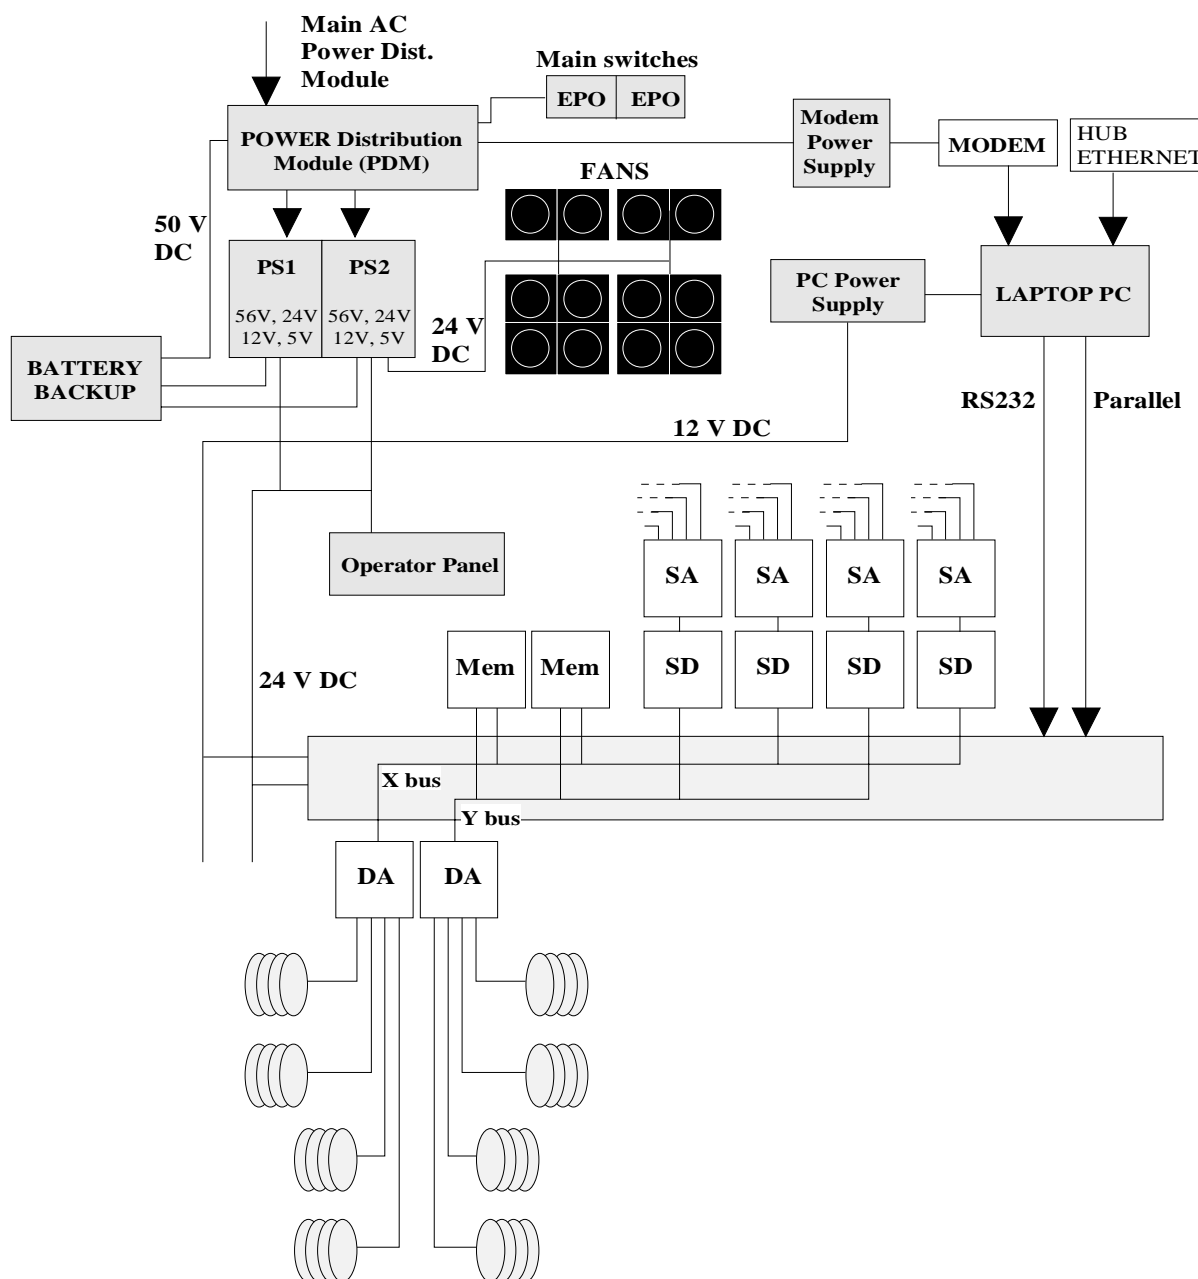 Main AC
Power Dist.
Module
Main switches
EPO EPO
POWER Distribution
Module (PDM)
Modem
Power
Supply
MODEM
HUB
ETHERNET
FANS
50 V
DC
PS1 PS2
56V, 24V 56V, 24V
12V, 5V 12V, 5V
PC Power
Supply
LAPTOP PC
24 V
DC
BATTERY
BACKUP
RS232
Parallel
12 V DC
Operator Panel
SA SA SA SA
Mem Mem SD SD SD SD
24 V DC
X bus
Y bus
DA DA